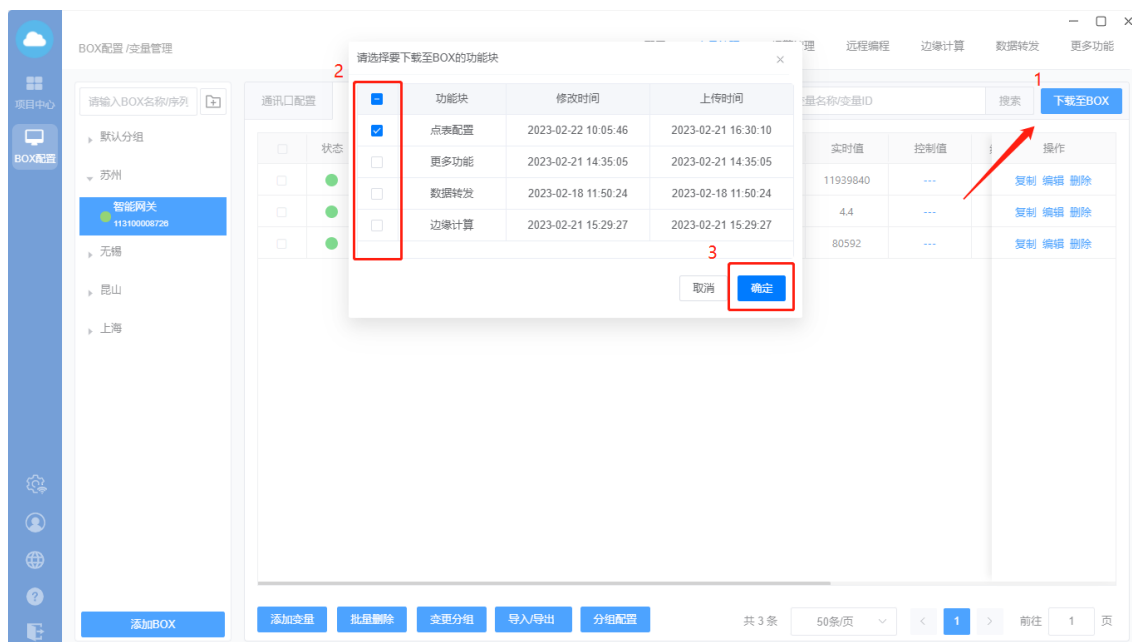 BOX配置 /变量管理
远程编程
边缘计算
数据转发
更多功能
项目中心
BOX配置
请输入BOX名称/序列
默认分组
苏州
智能网关
113100008726
无锡
昆山
上海
添加BOX
通讯口配置
量名称/变量ID
搜索
1
下载至BOX
状态
实时值
控制值
操作
11939840
---
复制 编辑 删除
4.4
---
复制 编辑 删除
80592
---
复制 编辑 删除
请选择要下载至BOX的功能块
2
功能块
修改时间
上传时间
点表配置
2023-02-22 10:05:46
2023-02-21 16:30:10
更多功能
2023-02-21 14:35:05
2023-02-21 14:35:05
数据转发
2023-02-18 11:50:24
2023-02-18 11:50:24
边缘计算
2023-02-21 15:29:27
2023-02-21 15:29:27
3
取消
确定
添加变量
批量删除
变更分组
导入/导出
分组配置
共 3 条
50条/页
1
前往
1
页